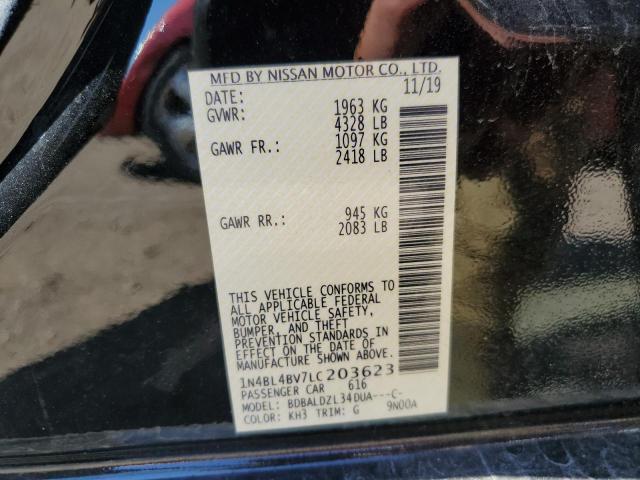 MFD BY NISSAN MOTOR CO., LTD.
DATE: 11/19
GVWR: 1963 KG
4328 LB
GAWR FR.: 1097 KG
2418 LB
GAWR RR.: 945 KG
2083 LB
THIS VEHICLE CONFORMS TO
ALL APPLICABLE FEDERAL
MOTOR VEHICLE SAFETY,
BUMPER, AND THEFT
PREVENTION STANDARDS IN
EFFECT ON THE DATE OF
MANUFACTURE SHOWN ABOVE.
1N4BL4BV7LC203623
PASSENGER CAR 616
MODEL: BDBALDZL34DUA---C-
COLOR: KH3 TRIM: G 9N00A